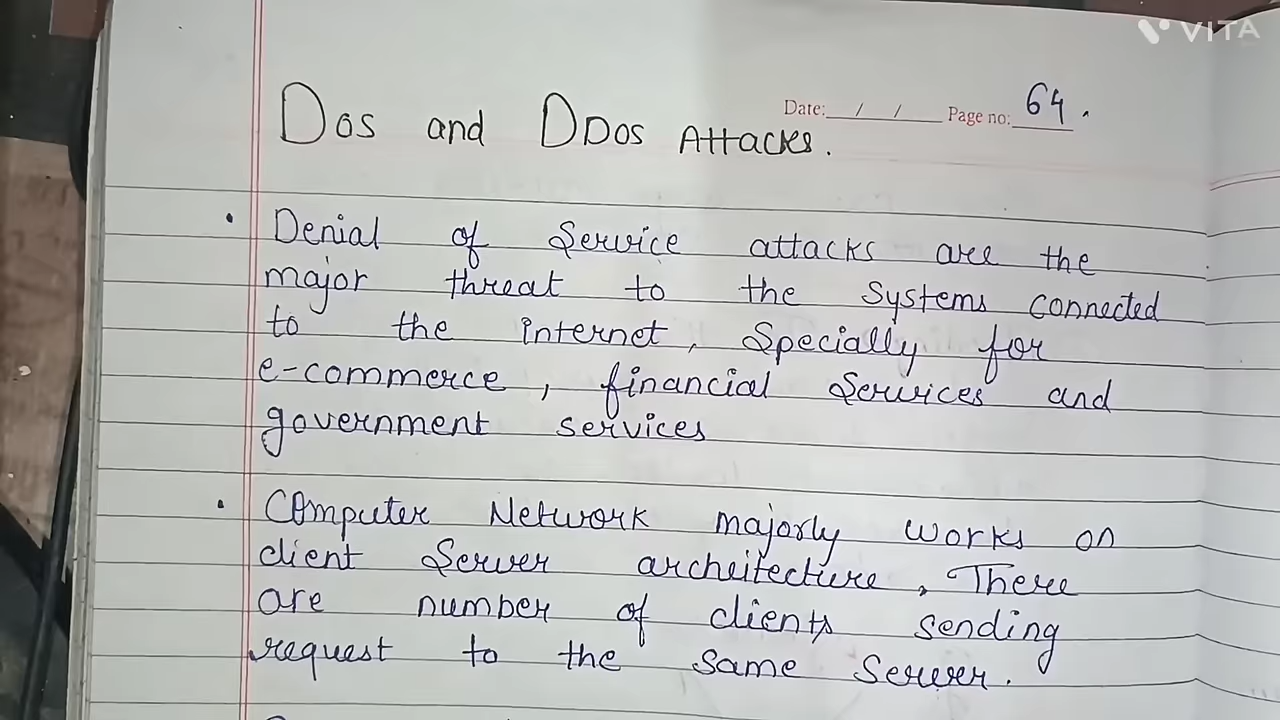 VITA
Dos and DDos Attacks.
Date: / / Page no: 64.
• Denial of Service attacks are the
major threat to the Systems connected
to the internet, Specially for
e-commerce, financial Services and
government services
• Computer Network majorly works on
client Server archeitecture, There
are number of clients sending
request to the same Server.